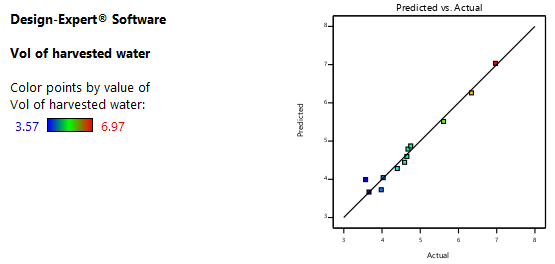 Design-Expert® Software
Vol of harvested water
Color points by value of
Vol of harvested water:
3.57 6.97
Predicted vs. Actual
Predicted
8
7
6
5
4
3
3 4 5 6 7 8
Actual